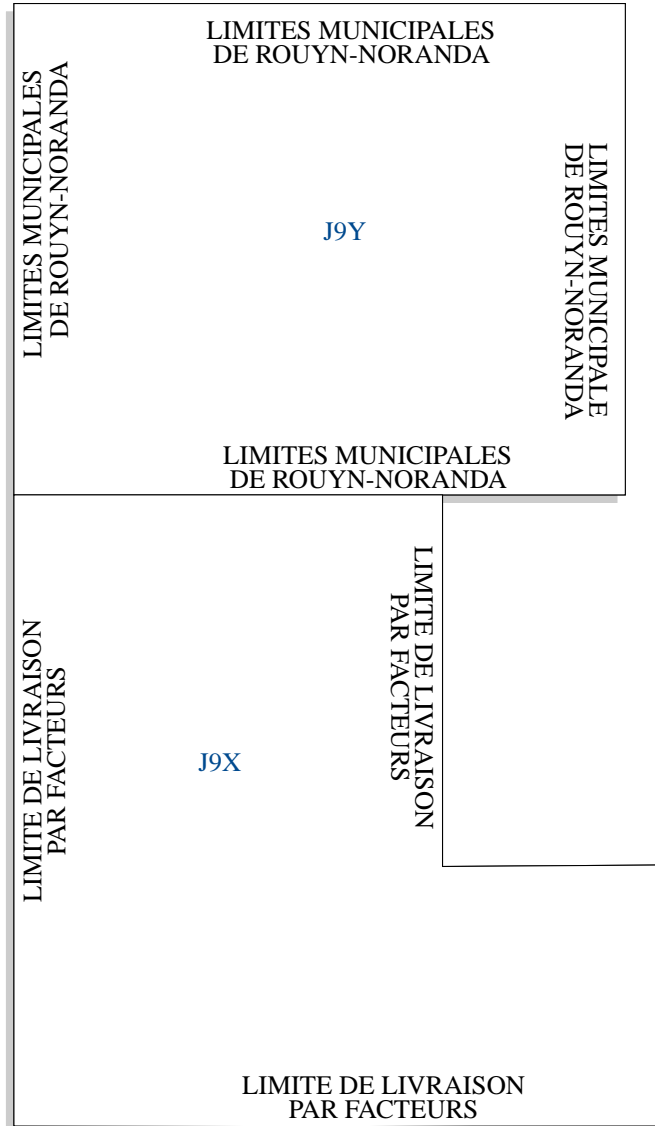 LIMITES MUNICIPALES
DE ROUYN-NORANDA
LIMITES MUNICIPALES
DE ROUYN-NORANDA
J9Y
LIMITES MUNICIPALE
DE ROUYN-NORANDA
LIMITES MUNICIPALES
DE ROUYN-NORANDA
LIMITE DE LIVRAISON
PAR FACTEURS
J9X
LIMITE DE LIVRAISON
PAR FACTEURS
LIMITE DE LIVRAISON
PAR FACTEURS